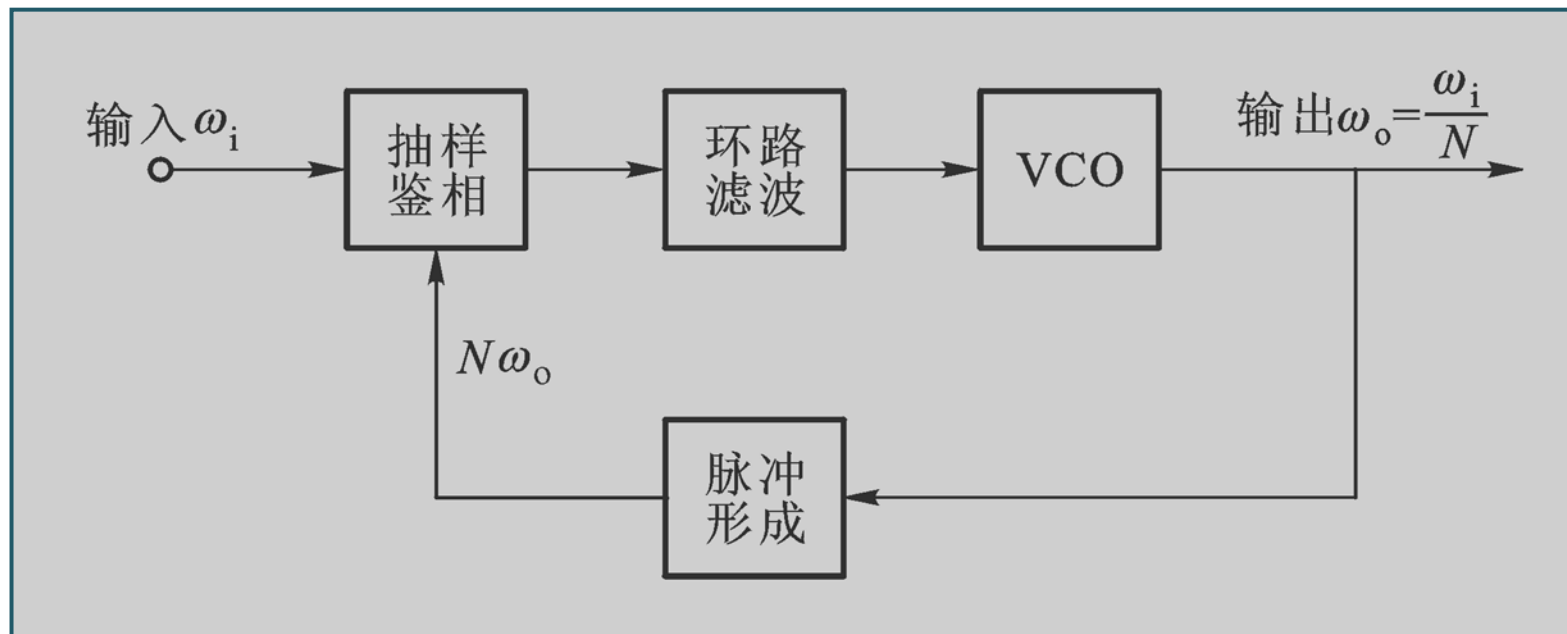 输入ωi
抽样
鉴相
环路
滤波
VCO
输出ωo=ωi/N
Nωo
脉冲
形成